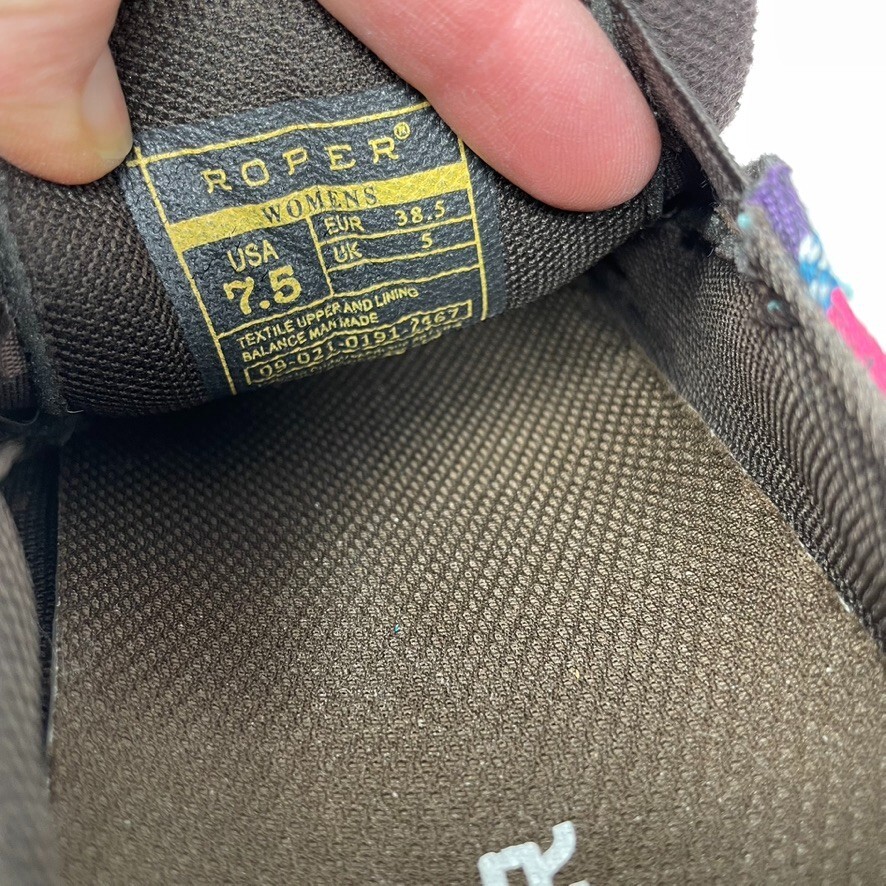 ROPER®
WOMENS
USA
7.5
EUR 38.5
UK 5
TEXTILE UPPER AND LINING
BALANCE MAN MADE
09-021-0191-2467
R